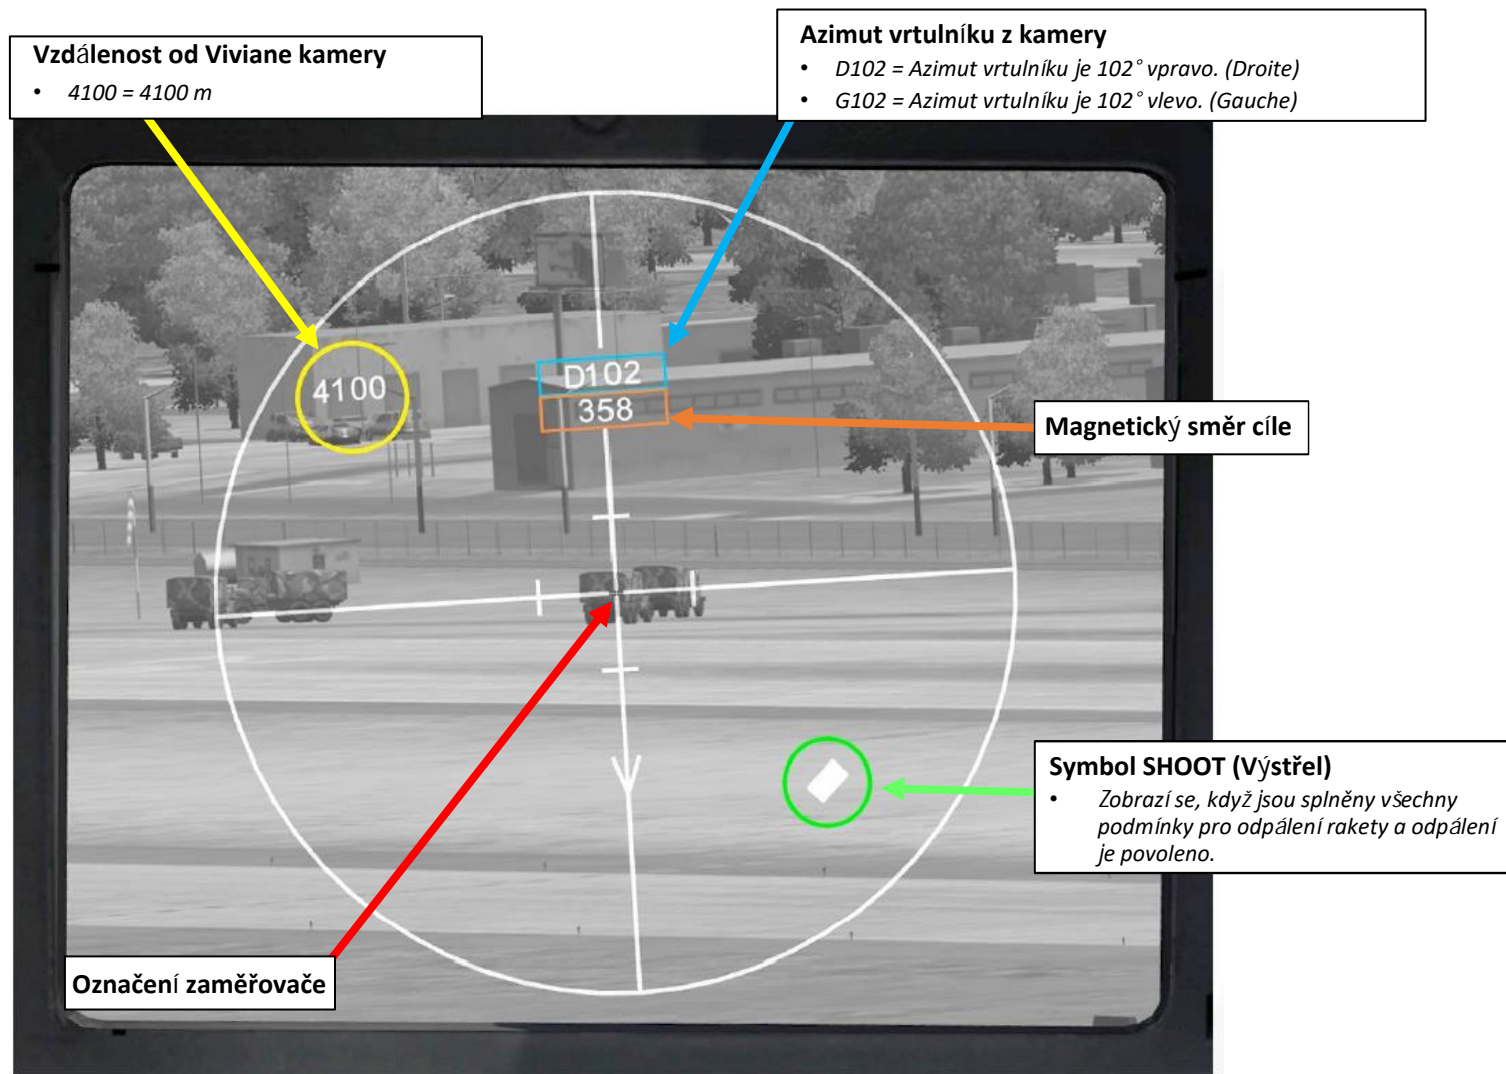 Vzdálenost od Viviane kamery
• 4100 = 4100 m
Azimut vrtulníku z kamery
• D102 = Azimut vrtulníku je 102° vpravo. (Droite)
• G102 = Azimut vrtulníku je 102° vlevo. (Gauche)
4100
D102
358
Magnetický směr cíle
Symbol SHOOT (Výstřel)
• Zobrazí se, když jsou splněny všechny
podmínky pro odpálení rakety a odpálení
je povoleno.
Označení zaměřovače